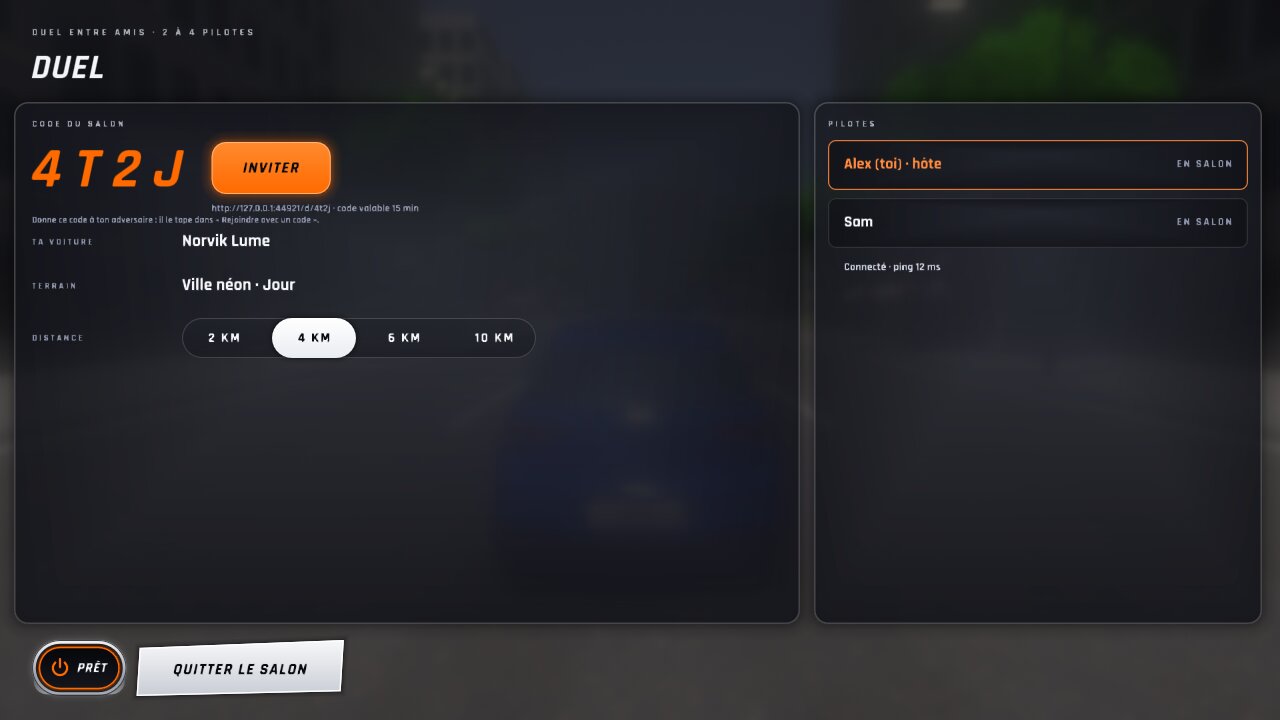 DUEL ENTRE AMIS · 2 À 4 PILOTES
DUEL
CODE DU SALON
4T2J
INVITER
http://127.0.0.1:44921/d/4t2j · code valable 15 min
Donne ce code à ton adversaire : il le tape dans « Rejoindre avec un code ».
TA VOITURE
Norvik Lume
TERRAIN
Ville néon · Jour
DISTANCE
2 KM
4 KM
6 KM
10 KM
PILOTES
Alex (toi) · hôte
EN SALON
Sam
EN SALON
Connecté · ping 12 ms
PRÊT
QUITTER LE SALON